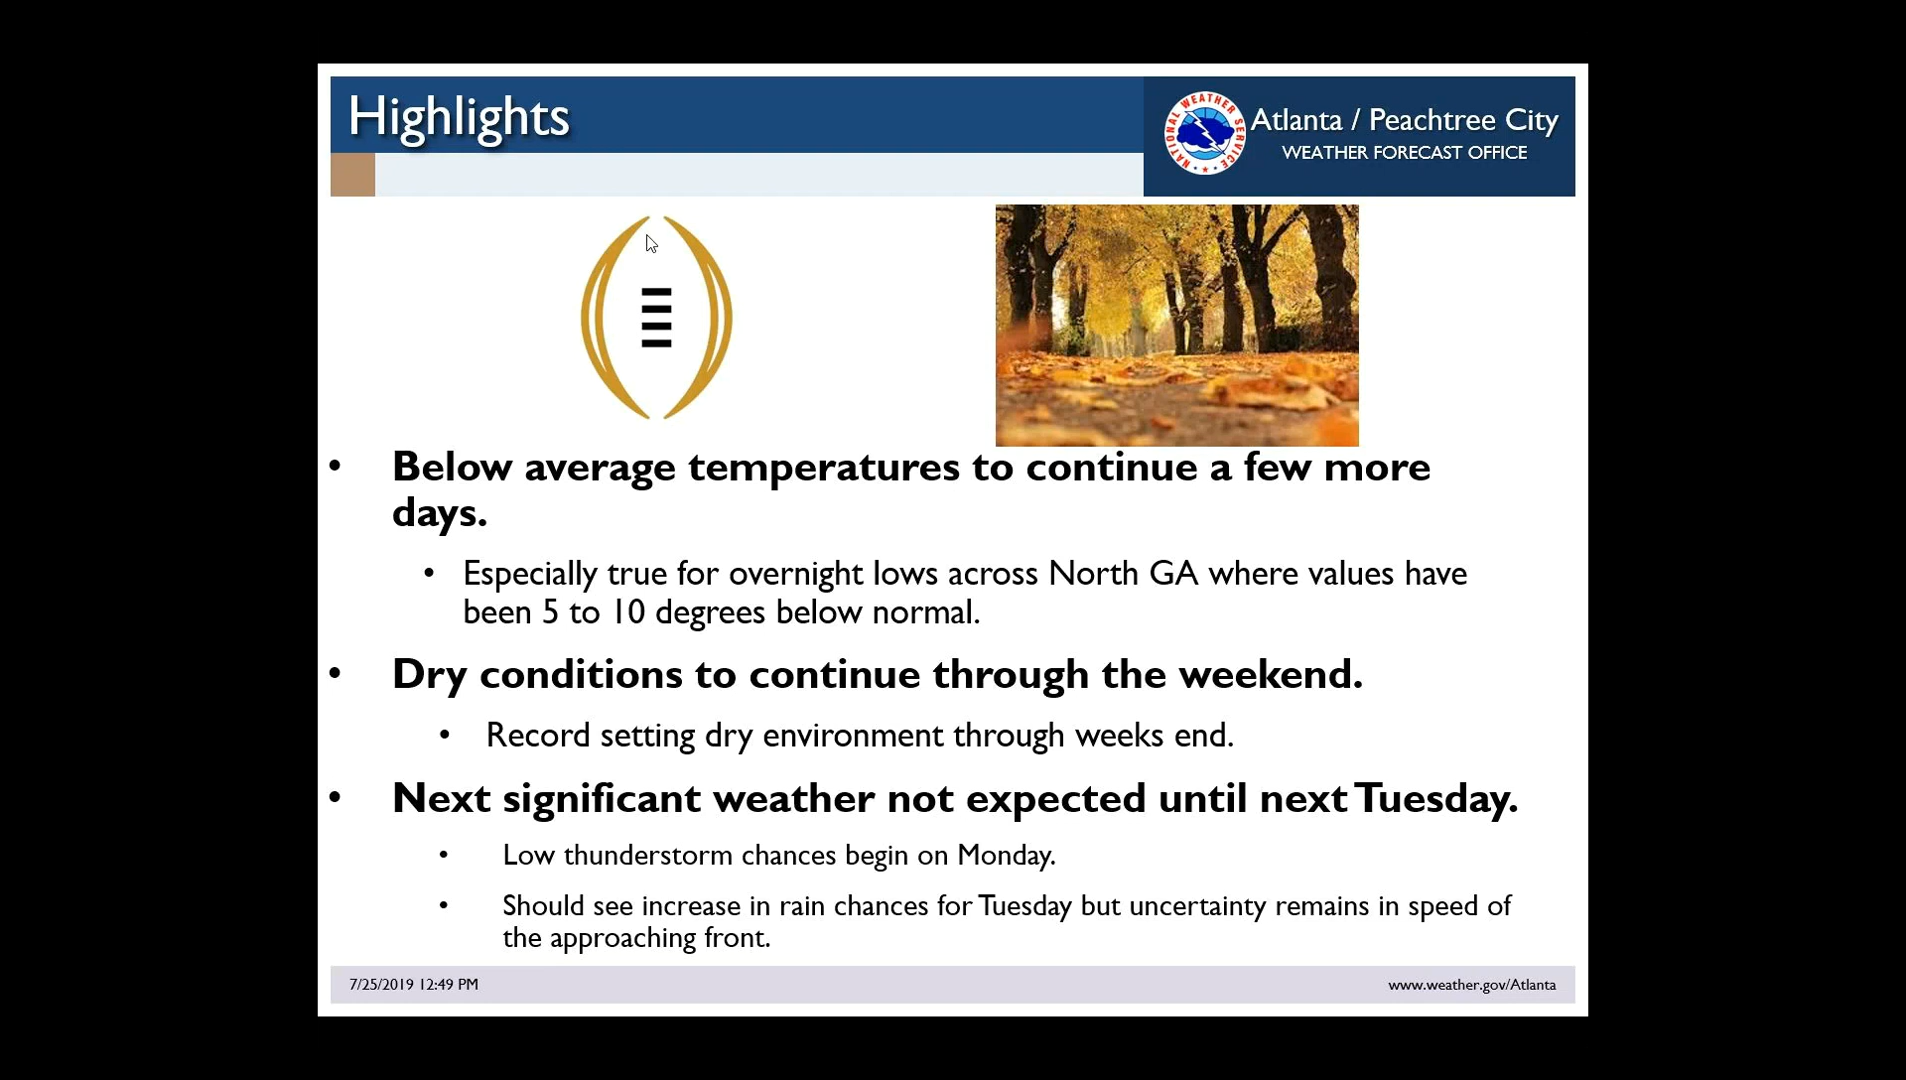 Highlights
NATIONAL WEATHER SERVICE
Atlanta / Peachtree City
WEATHER FORECAST OFFICE
• Below average temperatures to continue a few more
days.
• Especially true for overnight lows across North GA where values have
been 5 to 10 degrees below normal.
• Dry conditions to continue through the weekend.
• Record setting dry environment through weeks end.
• Next significant weather not expected until next Tuesday.
• Low thunderstorm chances begin on Monday.
• Should see increase in rain chances for Tuesday but uncertainty remains in speed of
the approaching front.
7/25/2019 12:49 PM
www.weather.gov/Atlanta